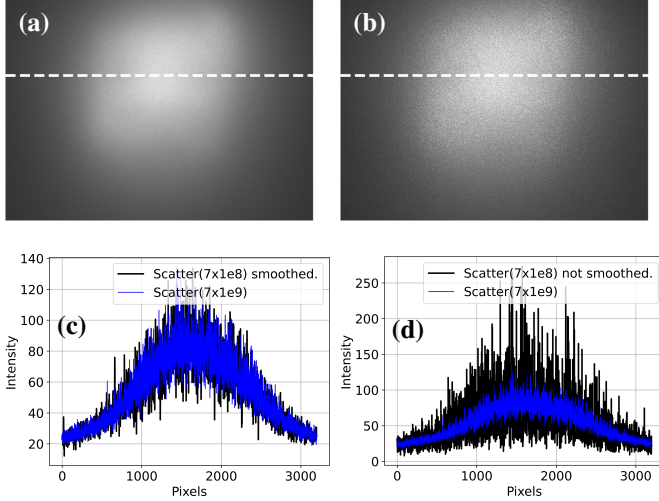 (a)
(b)
140
120
100
80
60
40
20
0
1000
2000
3000
Intensity
Pixels
Scatter(7x1e8) smoothed.
Scatter(7x1e9)
(c)
250
200
150
100
50
0
0
1000
2000
3000
Intensity
Pixels
Scatter(7x1e8) not smoothed.
Scatter(7x1e9)
(d)